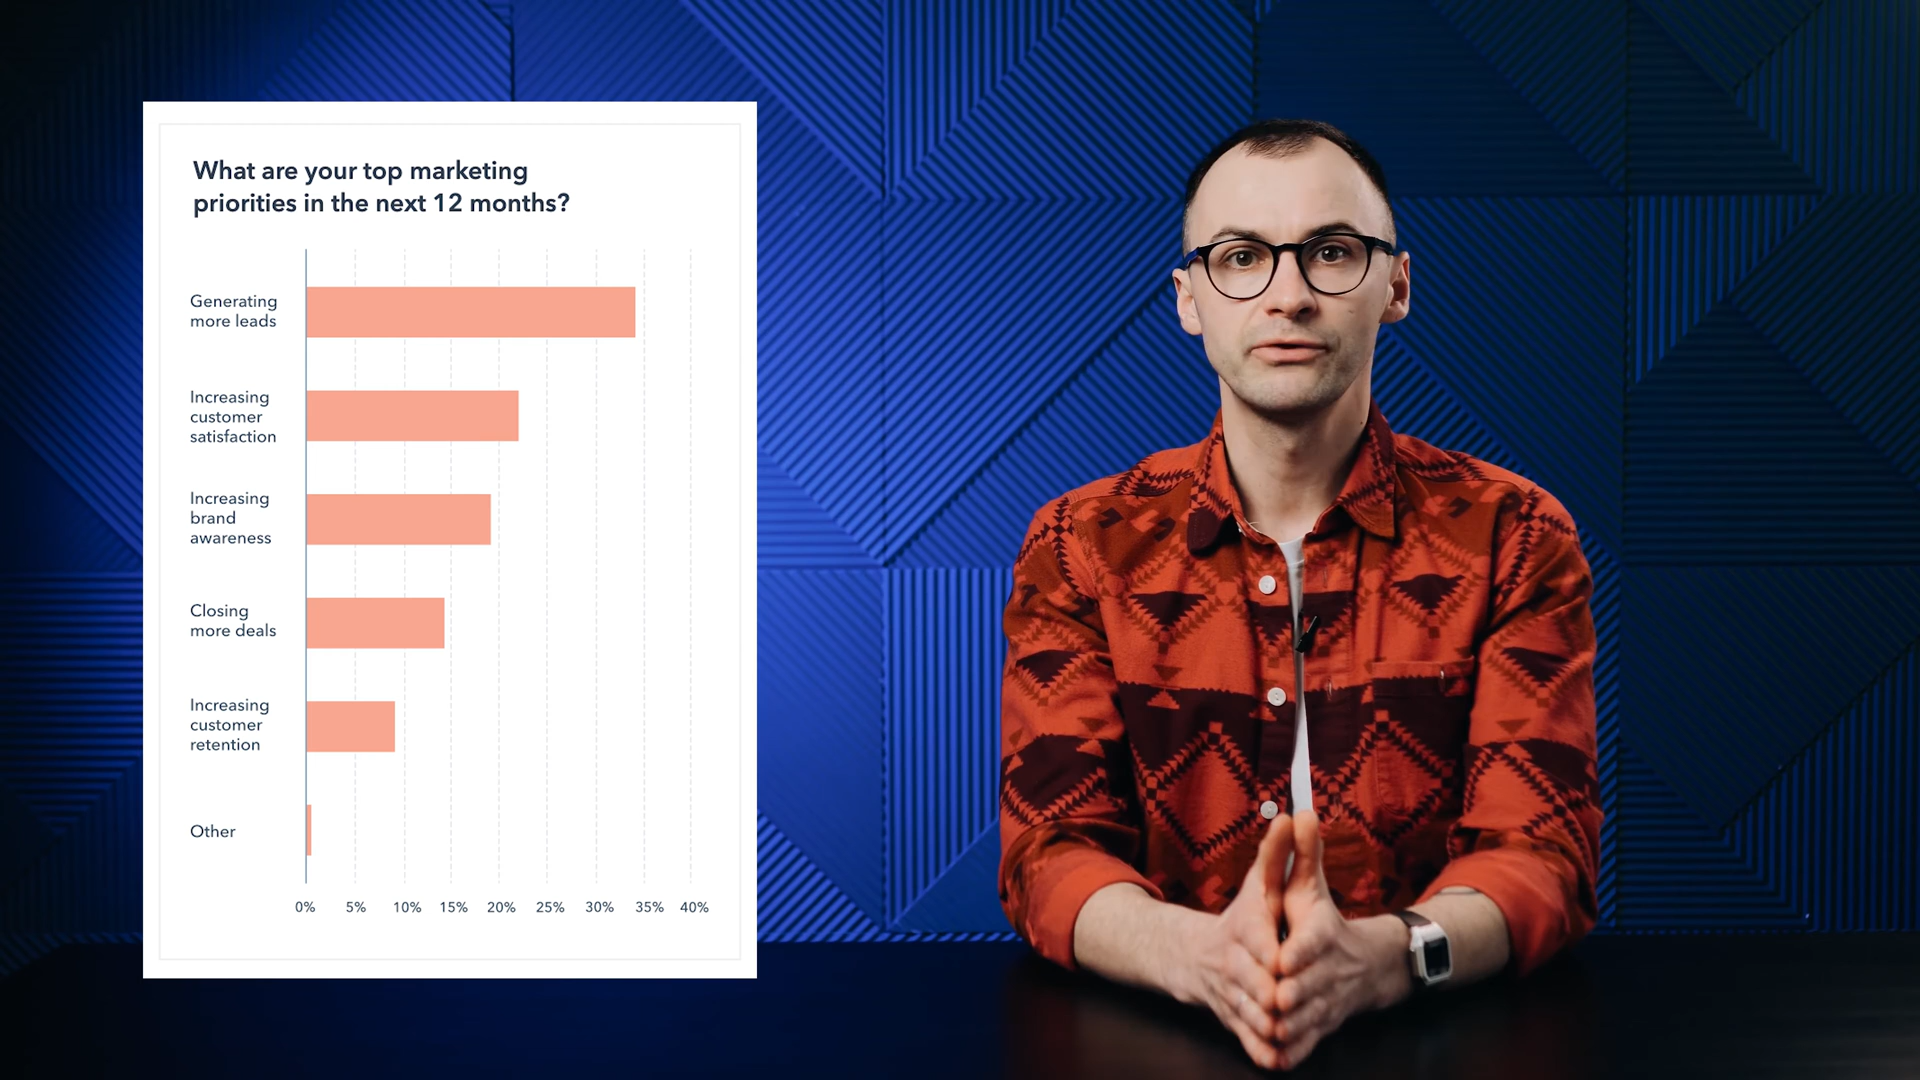 What are your top marketing
priorities in the next 12 months?
Generating
more leads
Increasing
customer
satisfaction
Increasing
brand
awareness
Closing
more deals
Increasing
customer
retention
Other
0% 5% 10% 15% 20% 25% 30% 35% 40%